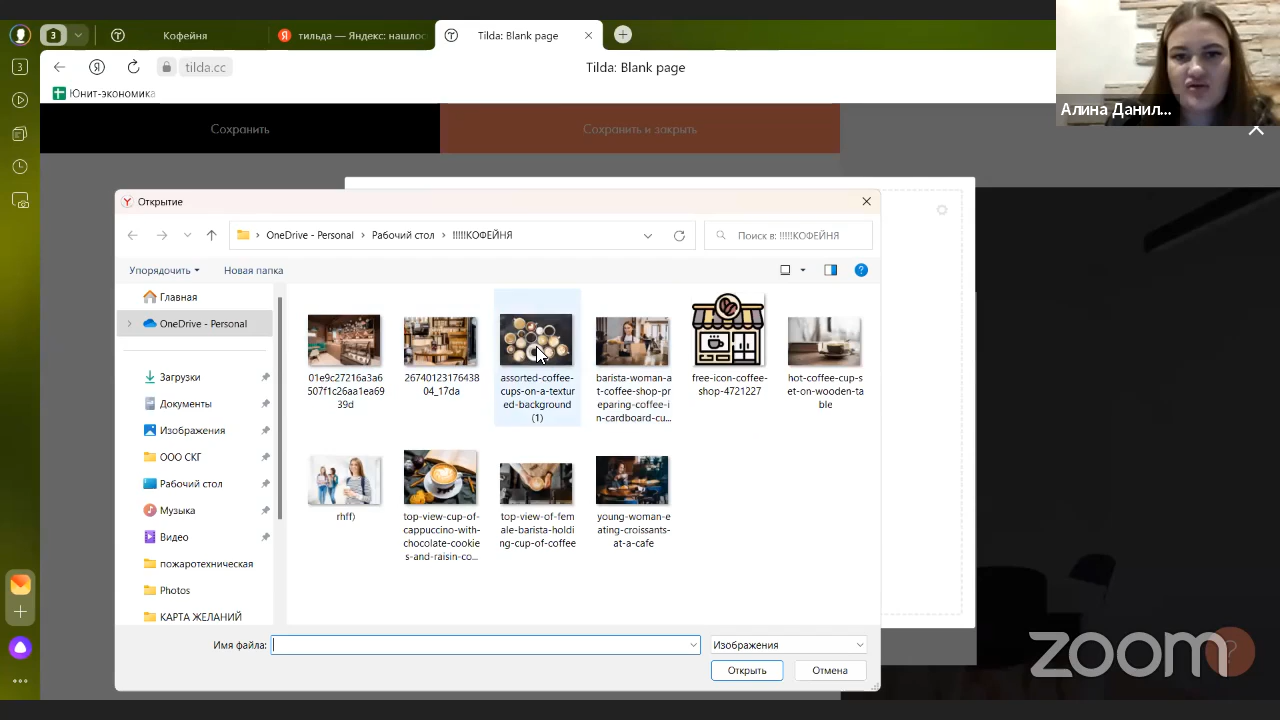 3
Кофейня
тильда — Яндекс: нашлос
Tilda: Blank page
3
tilda.cc
Tilda: Blank page
Юнит-экономика
Алина Данил...
Сохранить
Сохранить и закрыть
Открытие
OneDrive - Personal
Рабочий стол
!!!!!КОФЕЙНЯ
Поиск в: !!!!!КОФЕЙНЯ
Упорядочить
Новая папка
Главная
OneDrive - Personal
Загрузки
Документы
Изображения
ООО СКГ
Рабочий стол
Музыка
Видео
пожаротехническая
Photos
КАРТА ЖЕЛАНИЙ
01e9c27216a3a6
507f1c26aa1ea69
39d
26740123176438
04_17da
assorted-coffee-
cups-on-a-textur
ed-background
(1)
barista-woman-a
t-coffee-shop-pr
eparing-coffee-i
n-cardboard-cu...
free-icon-coffee-
shop-4721227
hot-coffee-cup-s
et-on-wooden-ta
ble
rhff)
top-view-cup-of-
cappuccino-with-
chocolate-cookie
s-and-raisin-co...
top-view-of-fem
ale-barista-holdi
ng-cup-of-coffee
young-woman-e
ating-croissants-
at-a-cafe
Имя файла:
Изображения
Открыть
Отмена
zoom
?